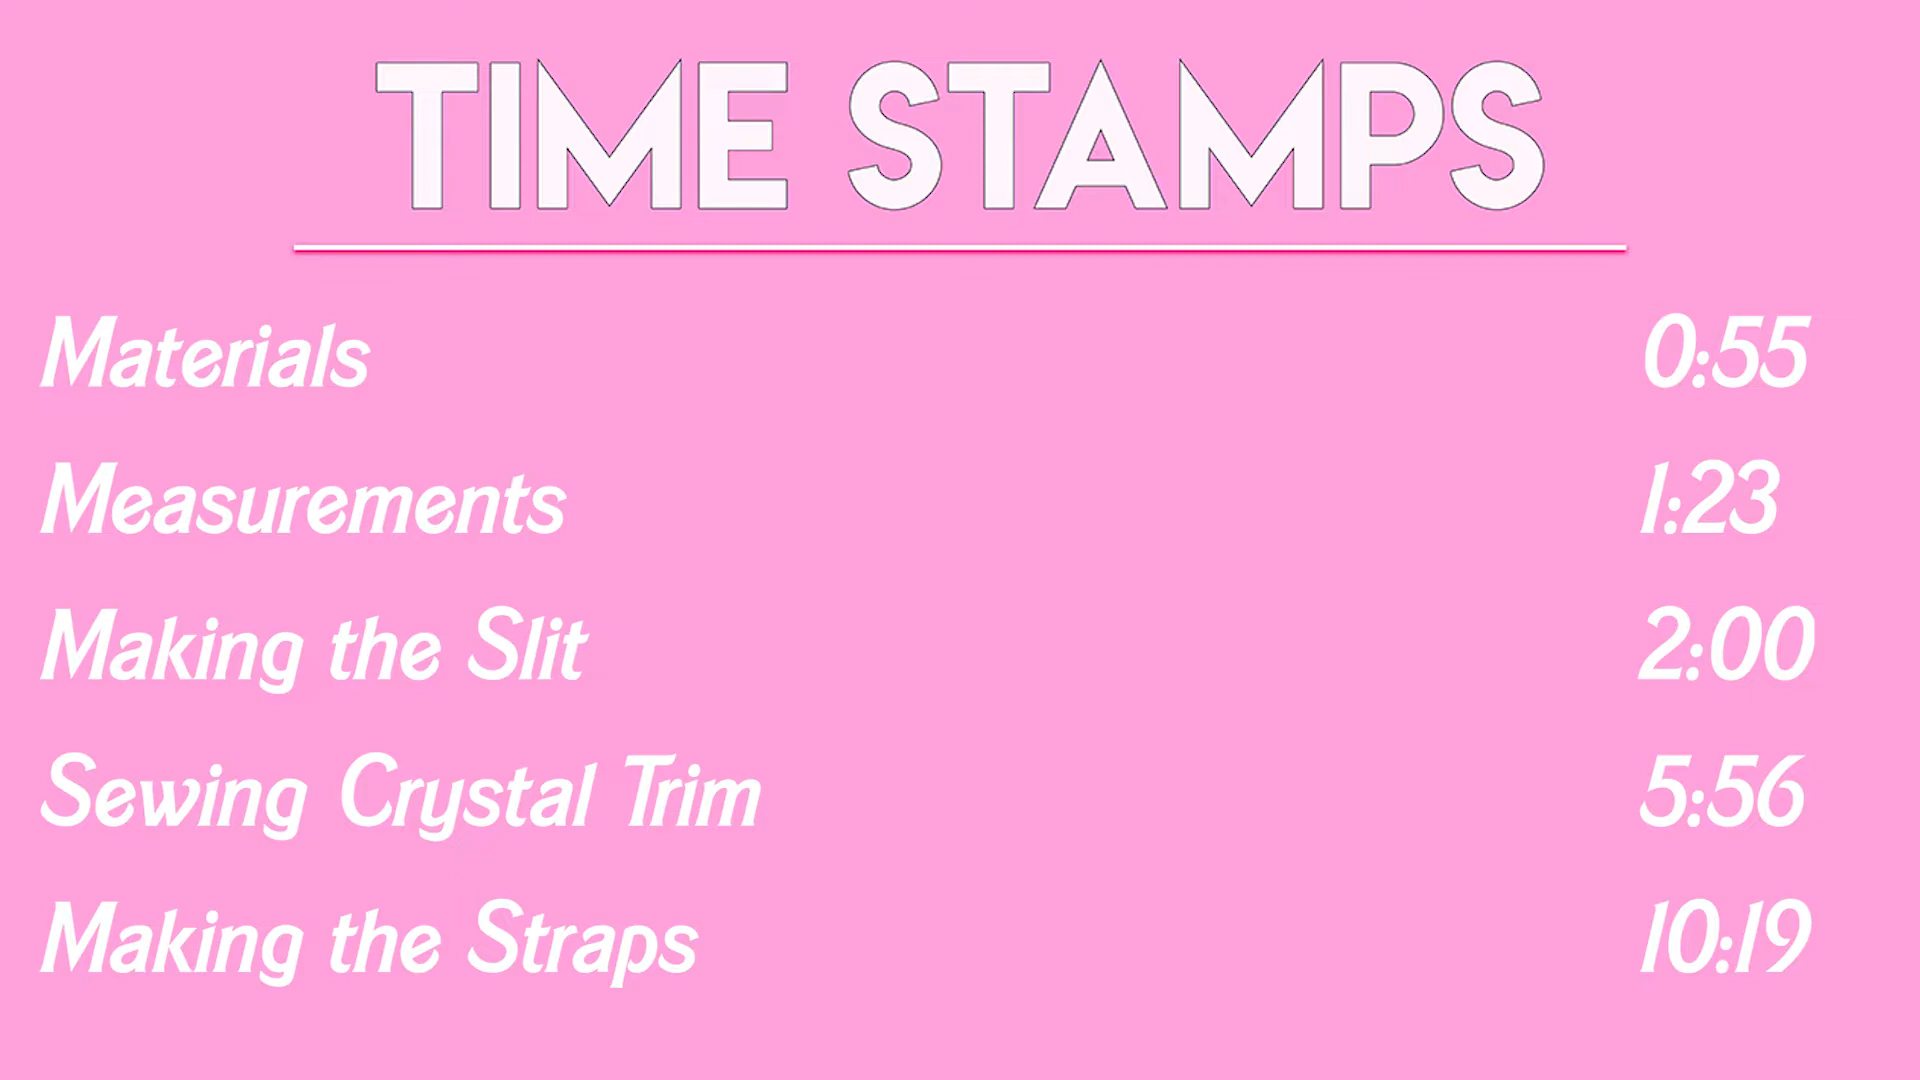 TIME STAMPS
Materials 0:55
Measurements 1:23
Making the Slit 2:00
Sewing Crystal Trim 5:56
Making the Straps 10:19